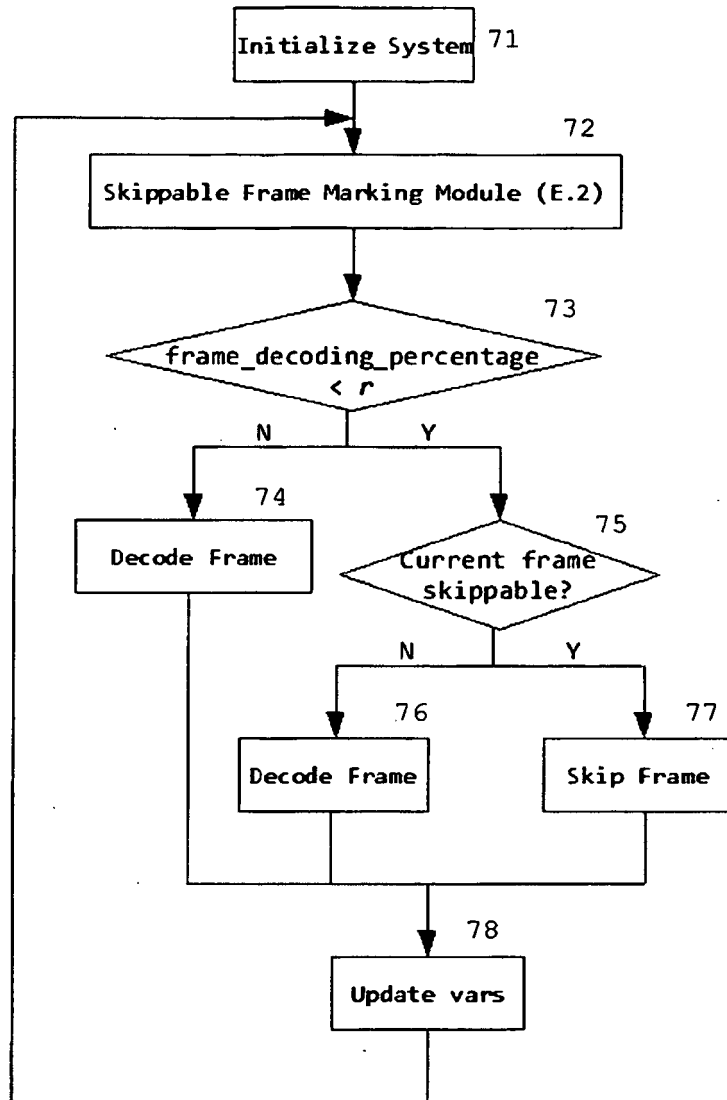 Initialize System
71
72
Skippable Frame Marking Module (E.2)
73
frame_decoding_percentage
< r
N
Y
74
Decode Frame
75
Current frame
skippable?
N
Y
76
Decode Frame
77
Skip Frame
78
Update vars